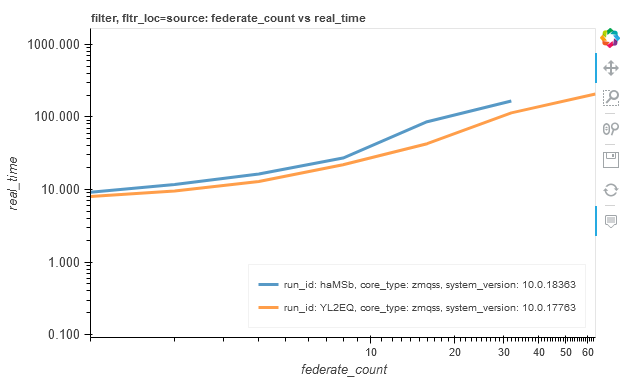 filter, fltr_loc=source: federate_count vs real_time
1000.000
100.000
10.000
1.000
0.100
real_time
run_id: haMSb, core_type: zmqss, system_version: 10.0.18363
run_id: YL2EQ, core_type: zmqss, system_version: 10.0.17763
10 20 30 40 50 60
federate_count